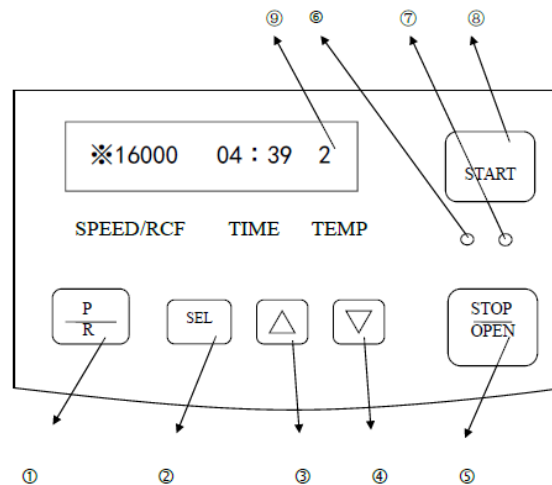 ⑨ ⑥ ⑦ ⑧
※16000 04：39 2
START
SPEED/RCF TIME TEMP
P
R
SEL
△
▽
STOP
OPEN
① ② ③ ④ ⑤